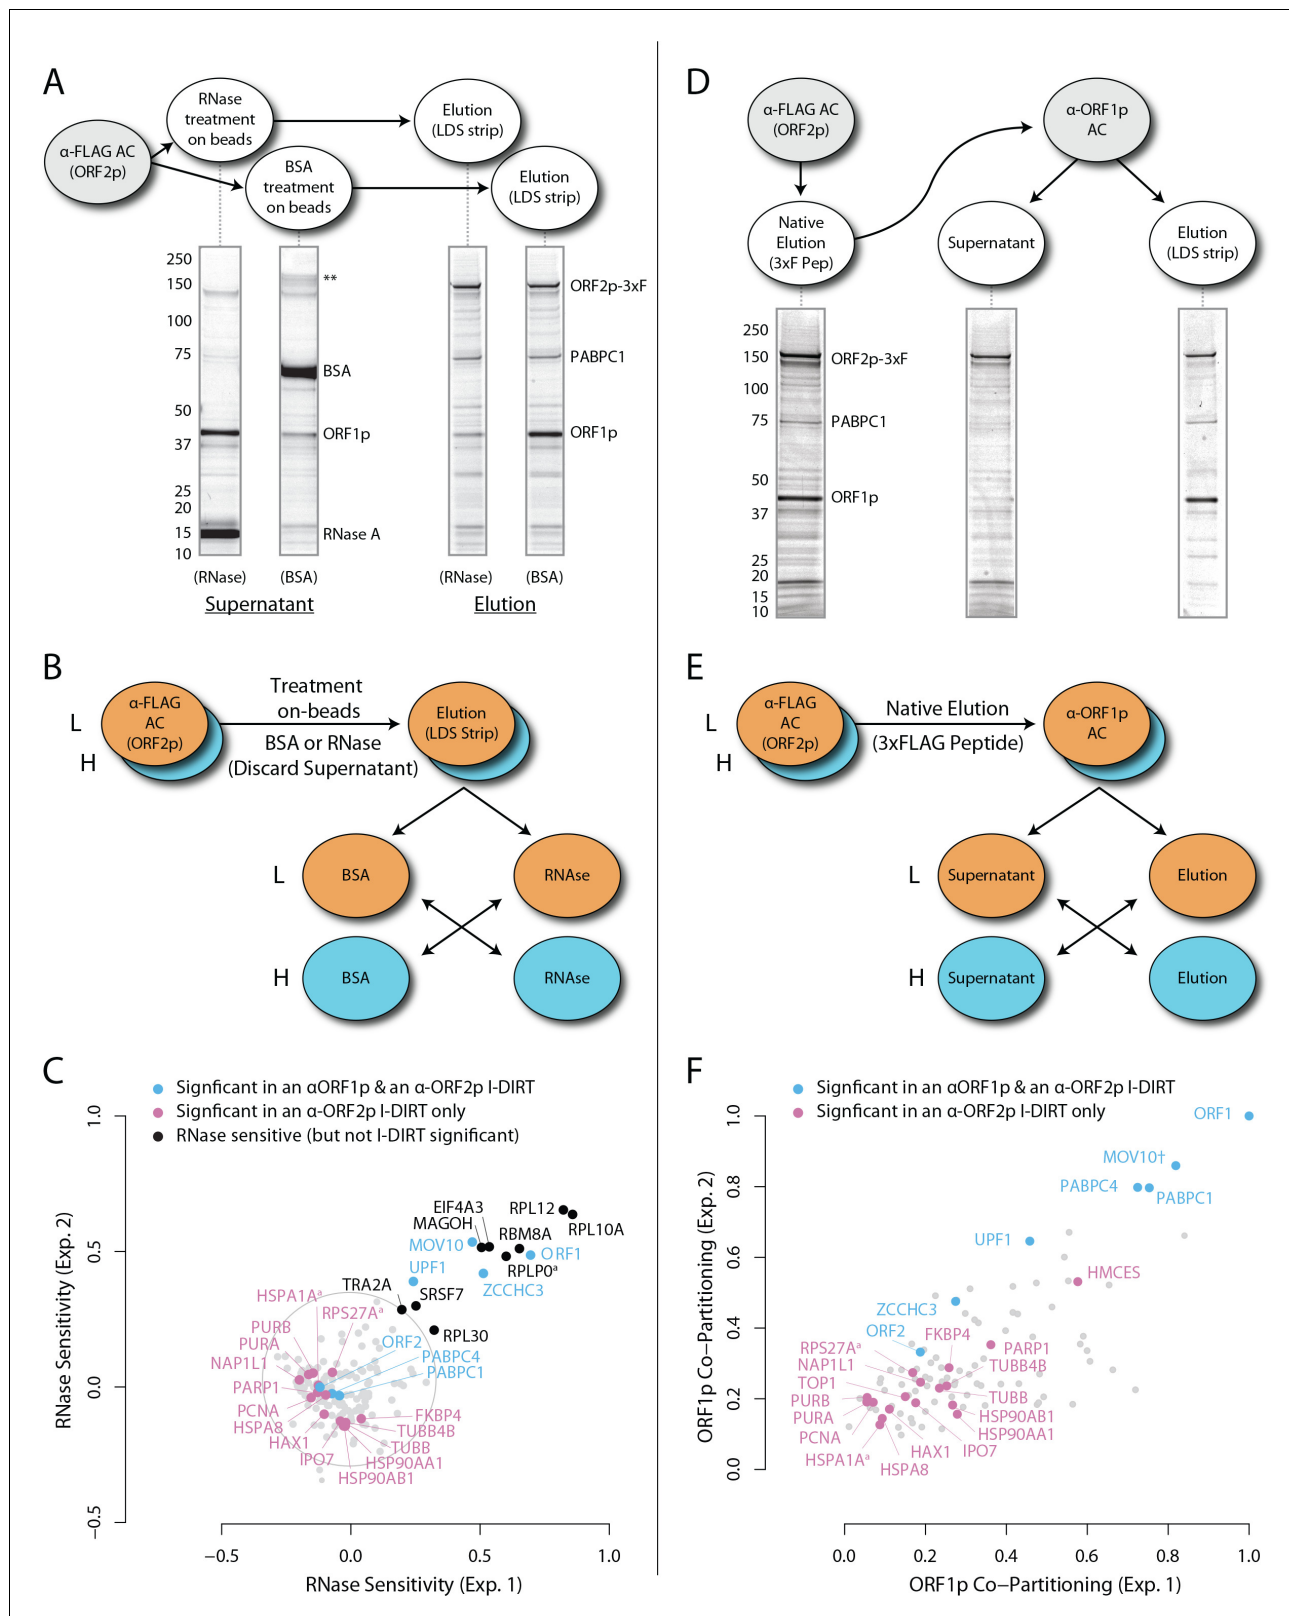 A
α-FLAG AC
(ORF2p)
RNase
treatment
on beads
BSA
treatment
on beads
Elution
(LDS strip)
Elution
(LDS strip)
250
150
100
75
50
37
25
20
15
10
**
BSA
ORF1p
RNase A
ORF2p-3xF
PABPC1
ORF1p
(RNase)
(BSA)
(RNase)
(BSA)
Supernatant
Elution
B
L
H
α-FLAG
AC
(ORF2p)
Treatment
on-beads
BSA or RNase
(Discard Supernatant)
Elution
(LDS Strip)
L
BSA
RNAse
H
BSA
RNAse
C
Signficant in an αORF1p & an α-ORF2p I-DIRT
Signficant in an α-ORF2p I-DIRT only
RNase sensitive (but not I-DIRT significant)
1.0
0.5
0.0
−0.5
RNase Sensitivity (Exp. 2)
EIF4A3
RPL12
MAGOH
RBM8A
RPL10A
MOV10
ORF1
UPF1
RPLP0ª
ZCCHC3
TRA2A
SRSF7
HSPA1Aª
RPS27Aª
RPL30
PURB
ORF2
PURA
PABPC4
NAP1L1
PABPC1
PARP1
PCNA
FKBP4
HSPA8
TUBB4B
HAX1
TUBB
IPO7
HSP90AA1
HSP90AB1
−0.5
0.0
0.5
1.0
RNase Sensitivity (Exp. 1)
D
α-FLAG AC
(ORF2p)
α-ORF1p
AC
Native
Elution
(3xF Pep)
Supernatant
Elution
(LDS strip)
250
150
100
75
50
37
25
20
15
10
ORF2p-3xF
PABPC1
ORF1p
E
L
H
α-FLAG
AC
(ORF2p)
Native Elution
(3xFLAG Peptide)
α-ORF1p
AC
L
Supernatant
Elution
H
Supernatant
Elution
F
Signficant in an αORF1p & an α-ORF2p I-DIRT
Signficant in an α-ORF2p I-DIRT only
1.0
0.8
0.6
0.4
0.2
0.0
ORF1p Co−Partitioning (Exp. 2)
ORF1
MOV10†
PABPC4
PABPC1
UPF1
HMCES
ZCCHC3
ORF2
FKBP4
RPS27Aª
PARP1
NAP1L1
TUBB4B
TOP1
TUBB
PURB
HSP90AB1
PURA
HSP90AA1
PCNA
HAX1
IPO7
HSPA1Aª
HSPA8
0.0
0.2
0.4
0.6
0.8
1.0
ORF1p Co−Partitioning (Exp. 1)